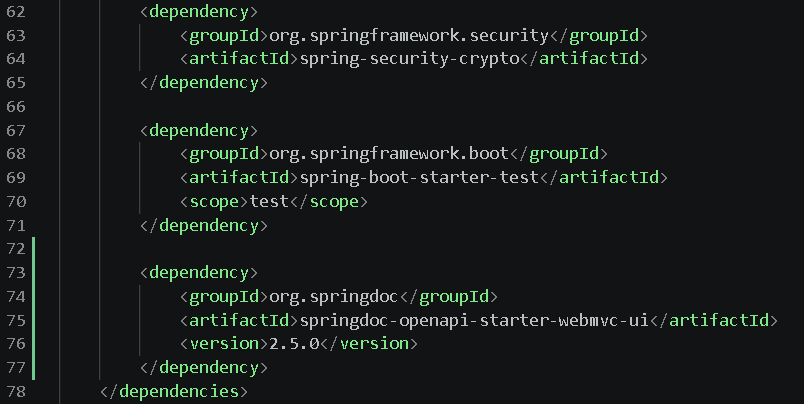 62 <dependency>
63 <groupId>org.springframework.security</groupId>
64 <artifactId>spring-security-crypto</artifactId>
65 </dependency>
66
67 <dependency>
68 <groupId>org.springframework.boot</groupId>
69 <artifactId>spring-boot-starter-test</artifactId>
70 <scope>test</scope>
71 </dependency>
72
73 <dependency>
74 <groupId>org.springdoc</groupId>
75 <artifactId>springdoc-openapi-starter-webmvc-ui</artifactId>
76 <version>2.5.0</version>
77 </dependency>
78 </dependencies>